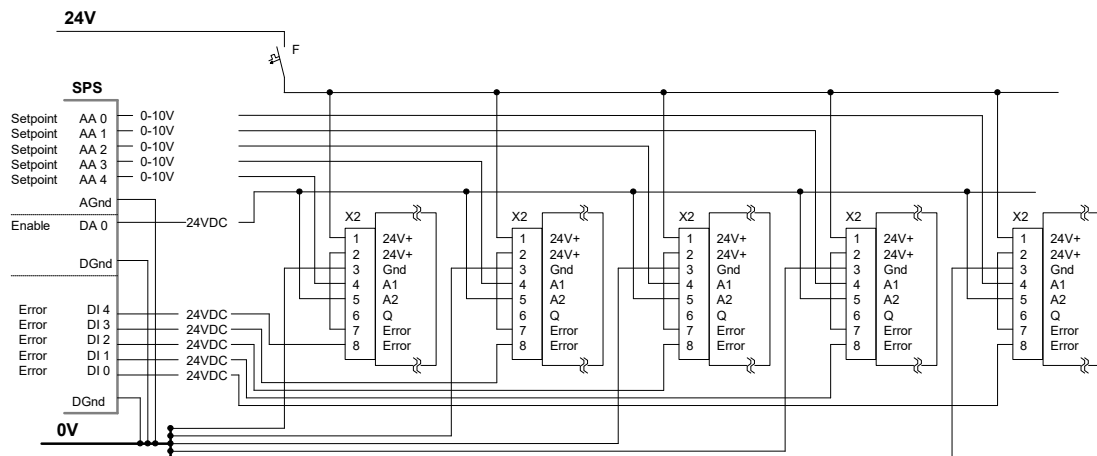 24V
F
SPS
Setpoint AA 0 0-10V
Setpoint AA 1 0-10V
Setpoint AA 2 0-10V
Setpoint AA 3 0-10V
Setpoint AA 4 0-10V
AGnd
Enable DA 0 24VDC
DGnd
Error DI 4 24VDC
Error DI 3 24VDC
Error DI 2 24VDC
Error DI 1 24VDC
Error DI 0 24VDC
DGnd
0V
X2
1 24V+
2 24V+
3 Gnd
4 A1
5 A2
6 Q
7 Error
8 Error
X2
1 24V+
2 24V+
3 Gnd
4 A1
5 A2
6 Q
7 Error
8 Error
X2
1 24V+
2 24V+
3 Gnd
4 A1
5 A2
6 Q
7 Error
8 Error
X2
1 24V+
2 24V+
3 Gnd
4 A1
5 A2
6 Q
7 Error
8 Error
X2
1 24V+
2 24V+
3 Gnd
4 A1
5 A2
6 Q
7 Error
8 Error